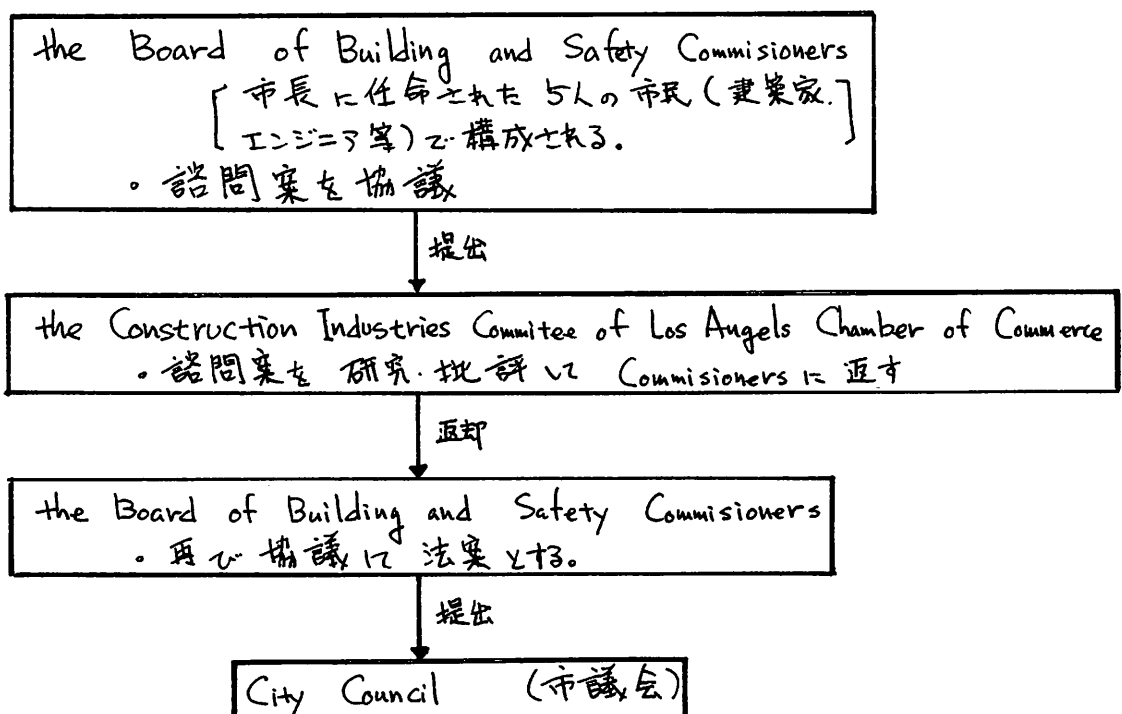 the Board of Building and Safety Commisioners
市長に任命された5人の市民(建築家.
エンジニア等)で構成される。
・諮問案を協議
提出
the Construction Industries Commitee of Los Angels Chamber of Commerce
・諮問案を研究・批評して Commisioners に返す
返却
the Board of Building and Safety Commisioners
・再び協議して法案とする。
提出
City Council (市議会)